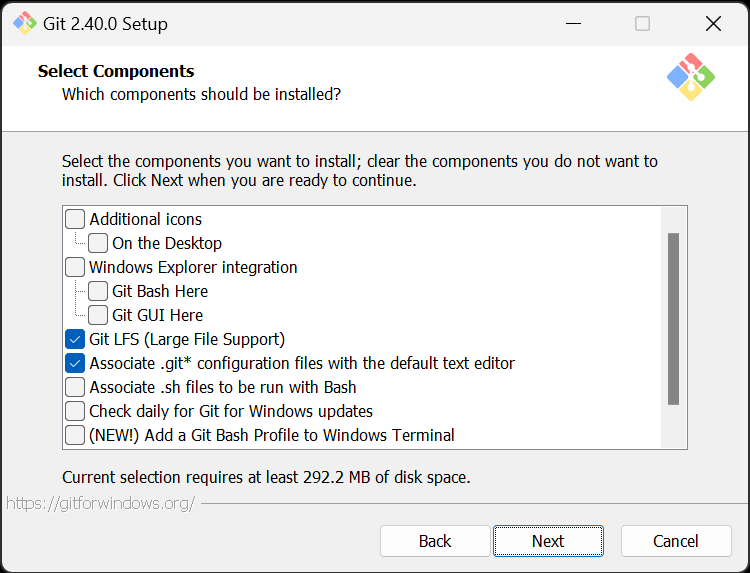 Git 2.40.0 Setup
Select Components
Which components should be installed?
Select the components you want to install; clear the components you do not want to
install. Click Next when you are ready to continue.
Additional icons
On the Desktop
Windows Explorer integration
Git Bash Here
Git GUI Here
Git LFS (Large File Support)
Associate .git* configuration files with the default text editor
Associate .sh files to be run with Bash
Check daily for Git for Windows updates
(NEW!) Add a Git Bash Profile to Windows Terminal
Current selection requires at least 292.2 MB of disk space.
https://gitforwindows.org/
Back Next Cancel